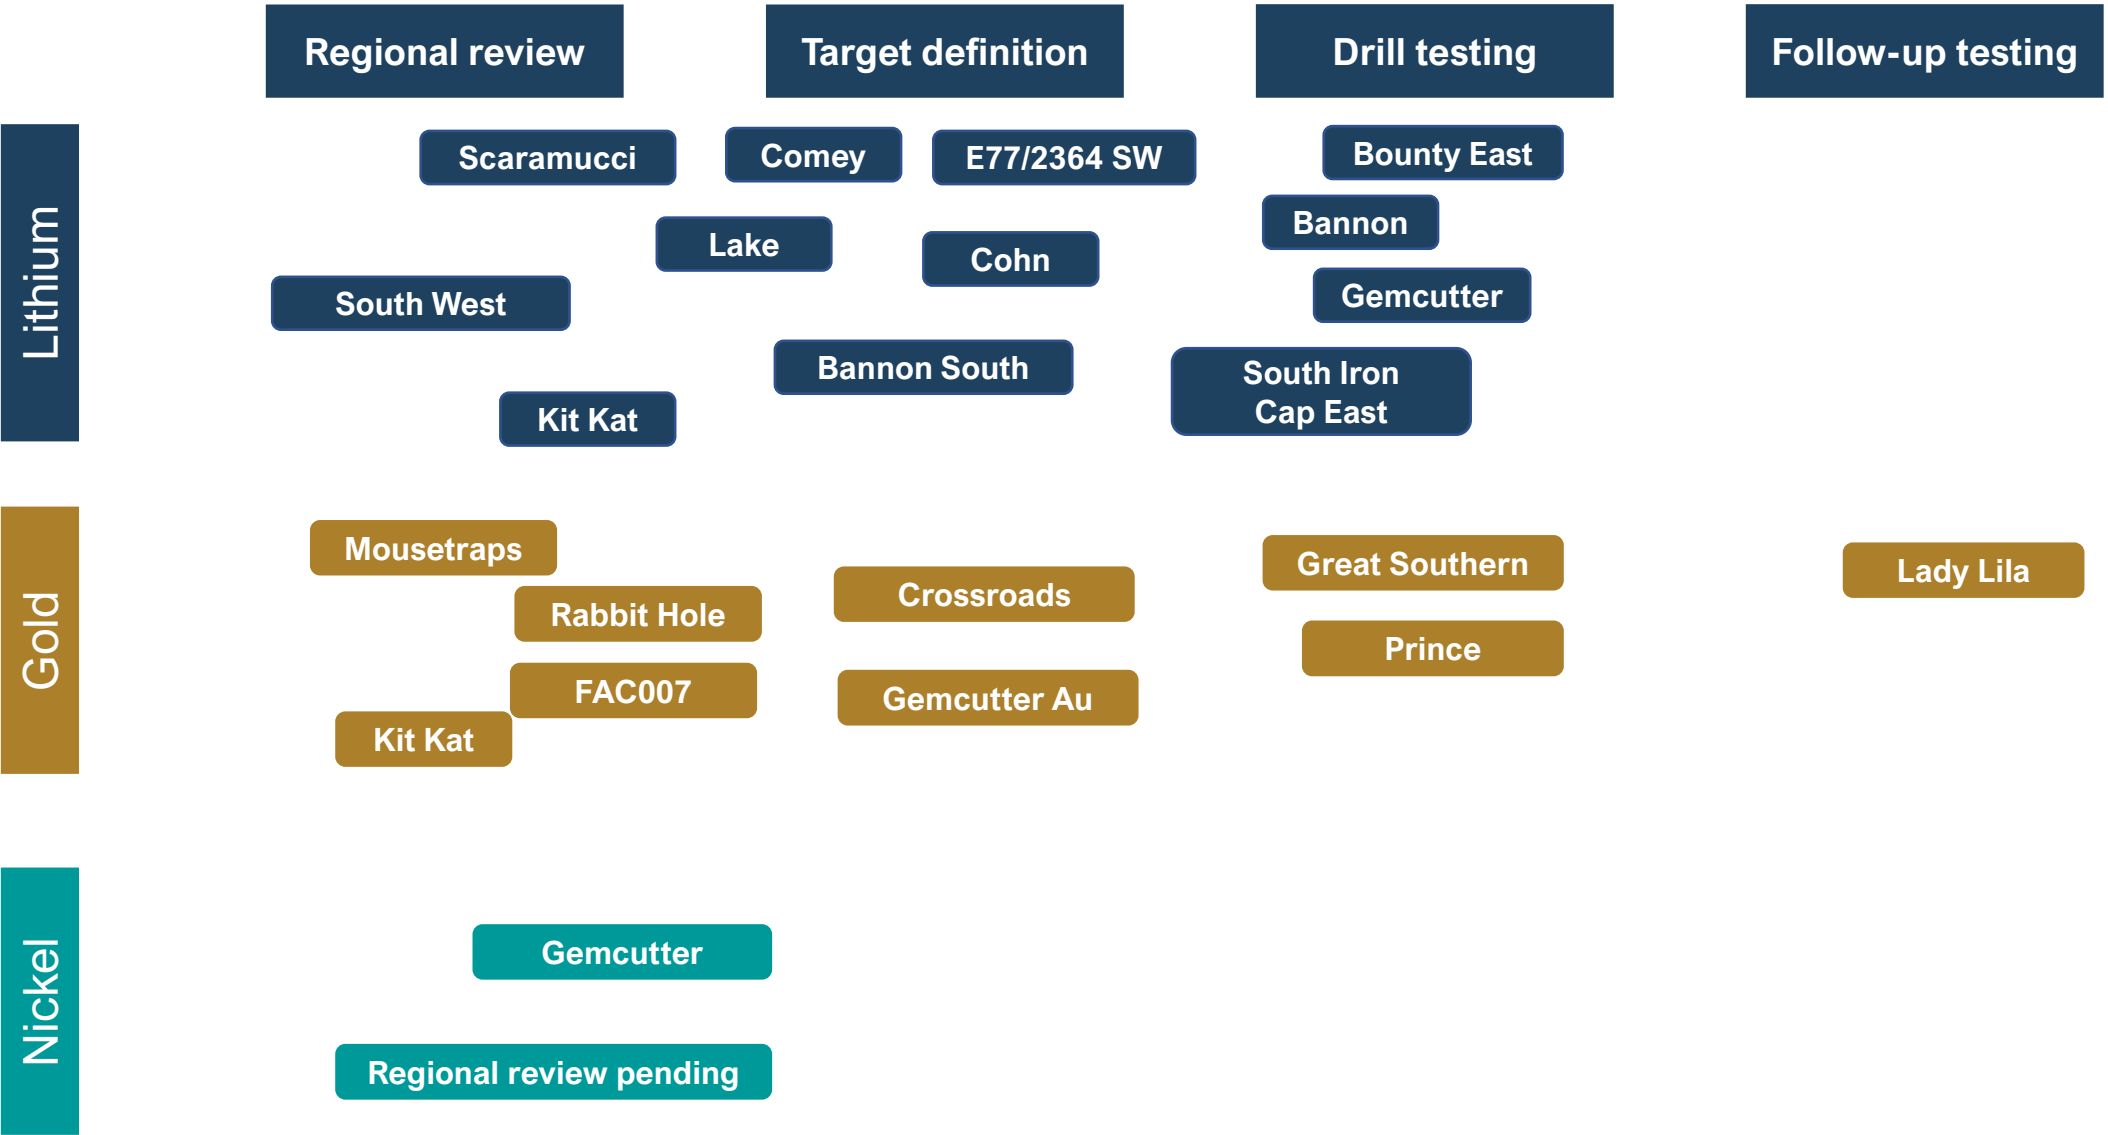 Regional review
Target definition
Drill testing
Follow-up testing
Lithium
Scaramucci
Comey
E77/2364 SW
Bounty East
Lake
Cohn
Bannon
South West
Gemcutter
Bannon South
South Iron
Cap East
Kit Kat
Gold
Mousetraps
Rabbit Hole
FAC007
Kit Kat
Crossroads
Gemcutter Au
Great Southern
Prince
Lady Lila
Nickel
Gemcutter
Regional review pending